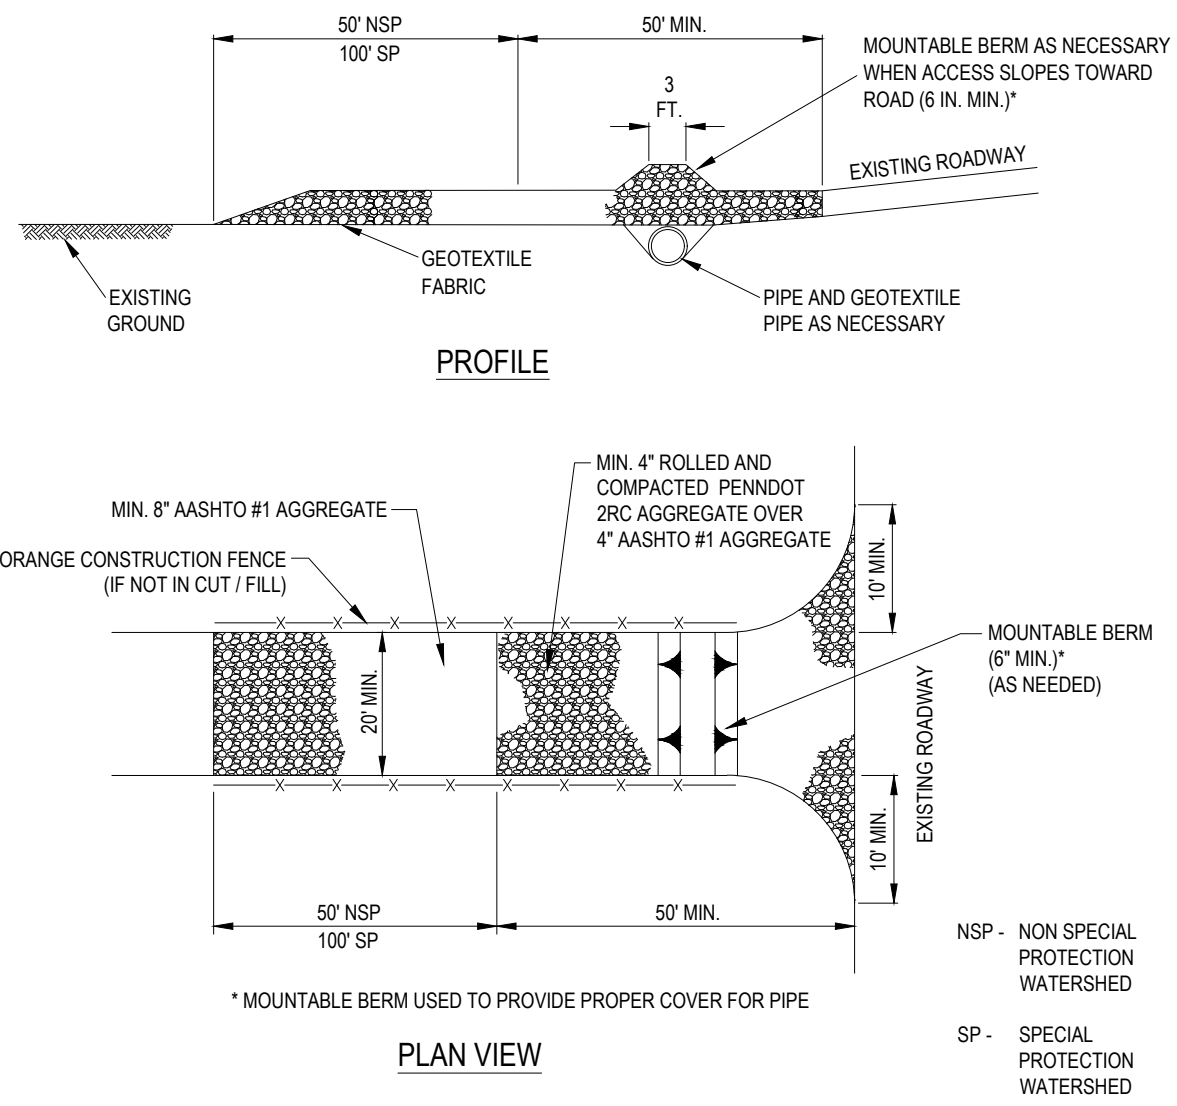 50' NSP
100' SP
50' MIN.
MOUNTABLE BERM AS NECESSARY
WHEN ACCESS SLOPES TOWARD
ROAD (6 IN. MIN.)*
3
FT.
EXISTING ROADWAY
GEOTEXTILE
FABRIC
EXISTING
GROUND
PIPE AND GEOTEXTILE
PIPE AS NECESSARY
PROFILE
MIN. 4" ROLLED AND
COMPACTED PENNDOT
2RC AGGREGATE OVER
4" AASHTO #1 AGGREGATE
MIN. 8" AASHTO #1 AGGREGATE
ORANGE CONSTRUCTION FENCE
(IF NOT IN CUT / FILL)
X X X X X X X X
10' MIN.
20' MIN.
MOUNTABLE BERM
(6" MIN.)*
(AS NEEDED)
EXISTING ROADWAY
X X X X X X X X
10' MIN.
50' NSP
100' SP
50' MIN.
NSP - NON SPECIAL
PROTECTION
WATERSHED
* MOUNTABLE BERM USED TO PROVIDE PROPER COVER FOR PIPE
SP - SPECIAL
PROTECTION
WATERSHED
PLAN VIEW